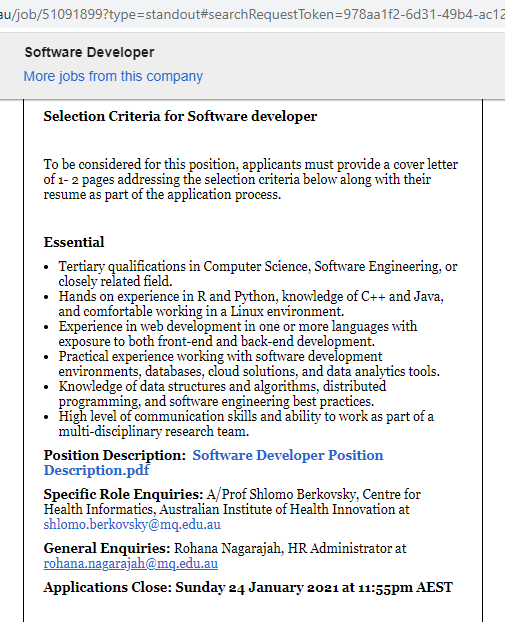 au/job/51091899?type=standout#searchRequestToken=978aa1f2-6d31-49b4-ac12
Software Developer
More jobs from this company
Selection Criteria for Software developer
To be considered for this position, applicants must provide a cover letter
of 1- 2 pages addressing the selection criteria below along with their
resume as part of the application process.
Essential
• Tertiary qualifications in Computer Science, Software Engineering, or
closely related field.
• Hands on experience in R and Python, knowledge of C++ and Java,
and comfortable working in a Linux environment.
• Experience in web development in one or more languages with
exposure to both front-end and back-end development.
• Practical experience working with software development
environments, databases, cloud solutions, and data analytics tools.
• Knowledge of data structures and algorithms, distributed
programming, and software engineering best practices.
• High level of communication skills and ability to work as part of a
multi-disciplinary research team.
Position Description: Software Developer Position
Description.pdf
Specific Role Enquiries: A/Prof Shlomo Berkovsky, Centre for
Health Informatics, Australian Institute of Health Innovation at
shlomo.berkovsky@mq.edu.au
General Enquiries: Rohana Nagarajah, HR Administrator at
rohana.nagarajah@mq.edu.au
Applications Close: Sunday 24 January 2021 at 11:55pm AEST